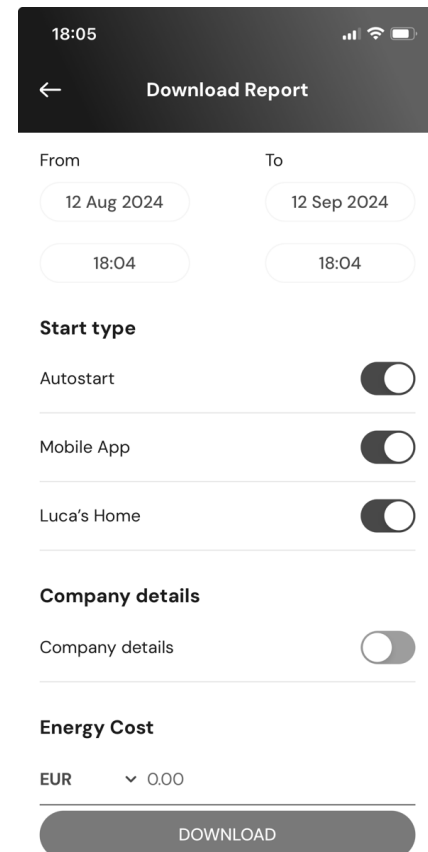 18:05
Download Report
From To
12 Aug 2024 12 Sep 2024
18:04 18:04
Start type
Autostart
Mobile App
Luca's Home
Company details
Company details
Energy Cost
EUR 0.00
DOWNLOAD